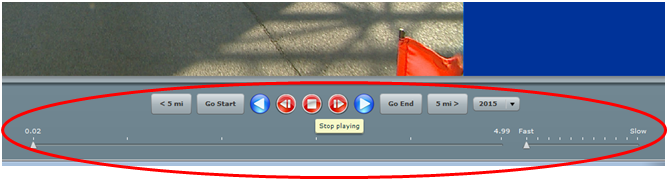 < 5 mi Go Start Go End 5 mi > 2015
Stop playing
0.02 4.99 Fast Slow